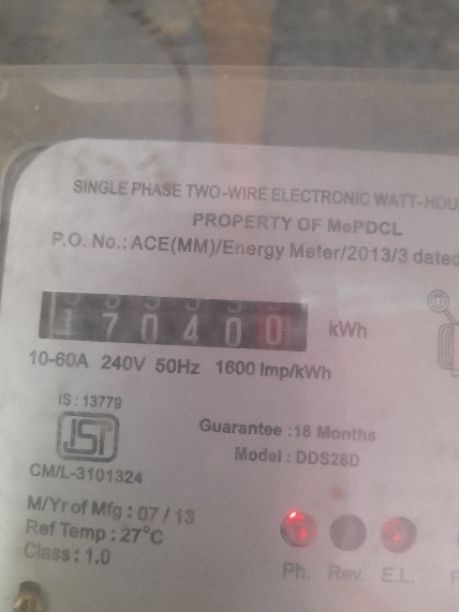 SINGLE PHASE TWO-WIRE ELECTRONIC WATT-HOU
PROPERTY OF MePDCL
P.O. No.: ACE(MM)/Energy Meter/2013/3 dated
170400 kWh
10-60A 240V 50Hz 1600 Imp/kWh
IS : 13779
ISI
CM/L-3101324
Guarantee :18 Months
Model : DDS28D
M/Yr of Mfg : 07 / 13
Ref Temp : 27°C
Class : 1.0
Ph. Rev. E.L.